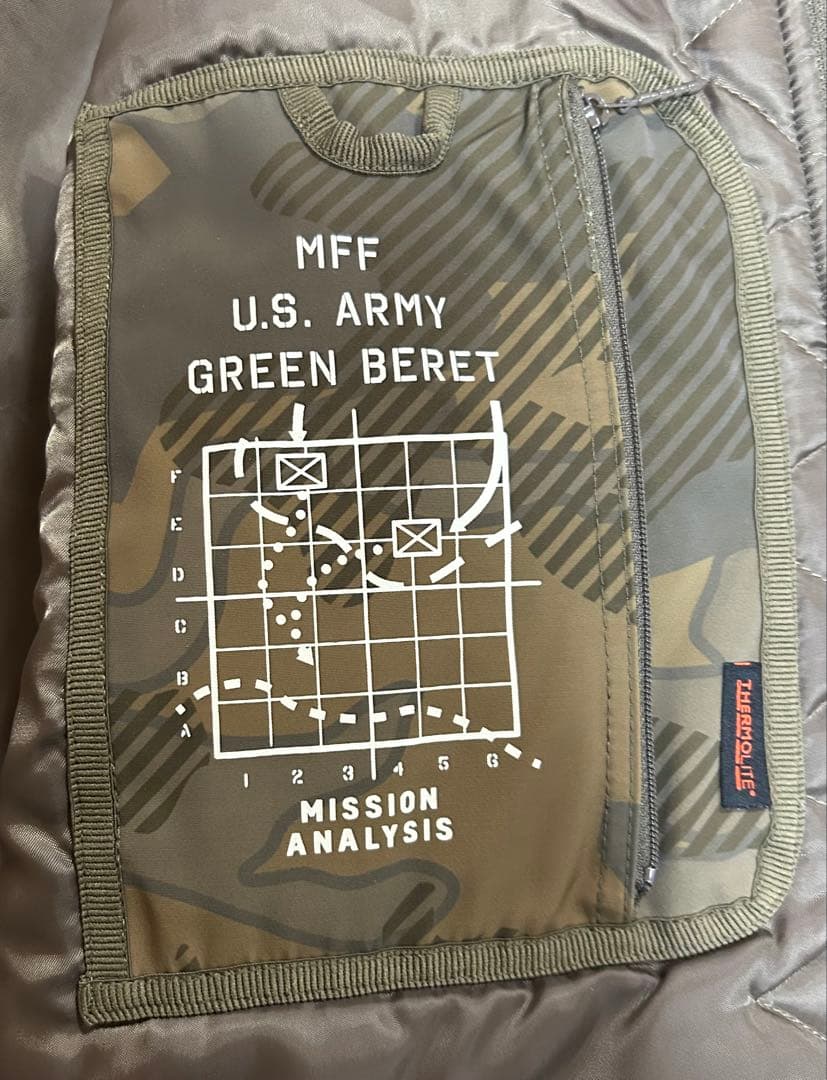 MFF
U.S. ARMY
GREEN BERET
F
E
D
C
B
A
1 2 3 4 5 6
MISSION
ANALYSIS
THERMOLITE®